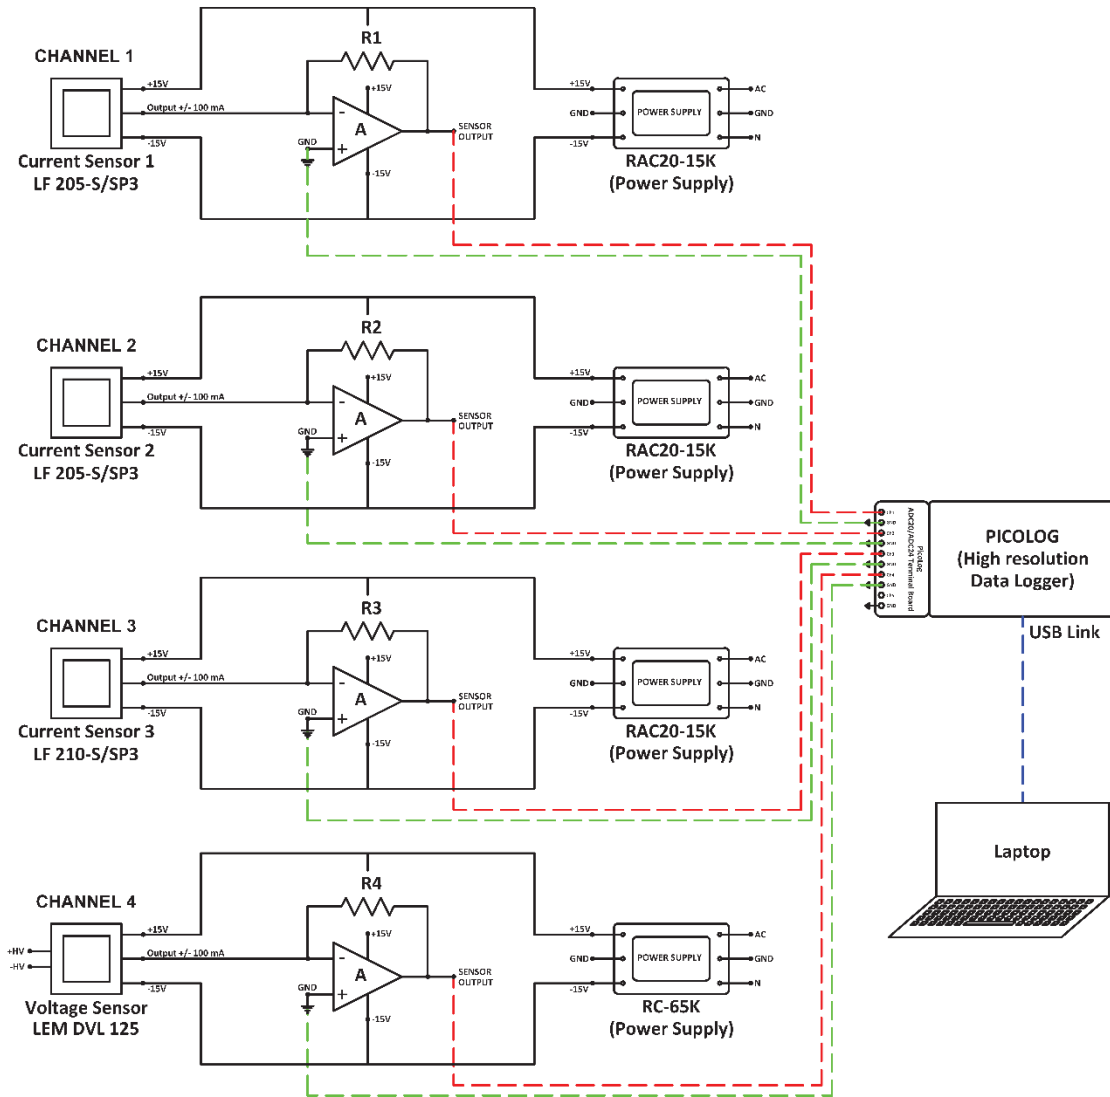 CHANNEL 1
+15V
Output +/- 100 mA
-15V
Current Sensor 1
LF 205-S/SP3
R1
+15V
-
A
+
GND
-15V
SENSOR
OUTPUT
+15V
GND
-15V
POWER SUPPLY
AC
GND
N
RAC20-15K
(Power Supply)
CHANNEL 2
+15V
Output +/- 100 mA
-15V
Current Sensor 2
LF 205-S/SP3
R2
+15V
-
A
+
GND
-15V
SENSOR
OUTPUT
+15V
GND
-15V
POWER SUPPLY
AC
GND
N
RAC20-15K
(Power Supply)
CHANNEL 3
+15V
Output +/- 100 mA
-15V
Current Sensor 3
LF 210-S/SP3
R3
+15V
-
A
+
GND
-15V
SENSOR
OUTPUT
+15V
GND
-15V
POWER SUPPLY
AC
GND
N
RAC20-15K
(Power Supply)
CHANNEL 4
+HV
-HV
+15V
Output +/- 100 mA
-15V
Voltage Sensor
LEM DVL 125
R4
+15V
-
A
+
GND
-15V
SENSOR
OUTPUT
+15V
GND
-15V
POWER SUPPLY
AC
GND
N
RC-65K
(Power Supply)
PicoLog
ADC20/ADC24 Terminal Board
PICOLOG
(High resolution
Data Logger)
USB Link
Laptop